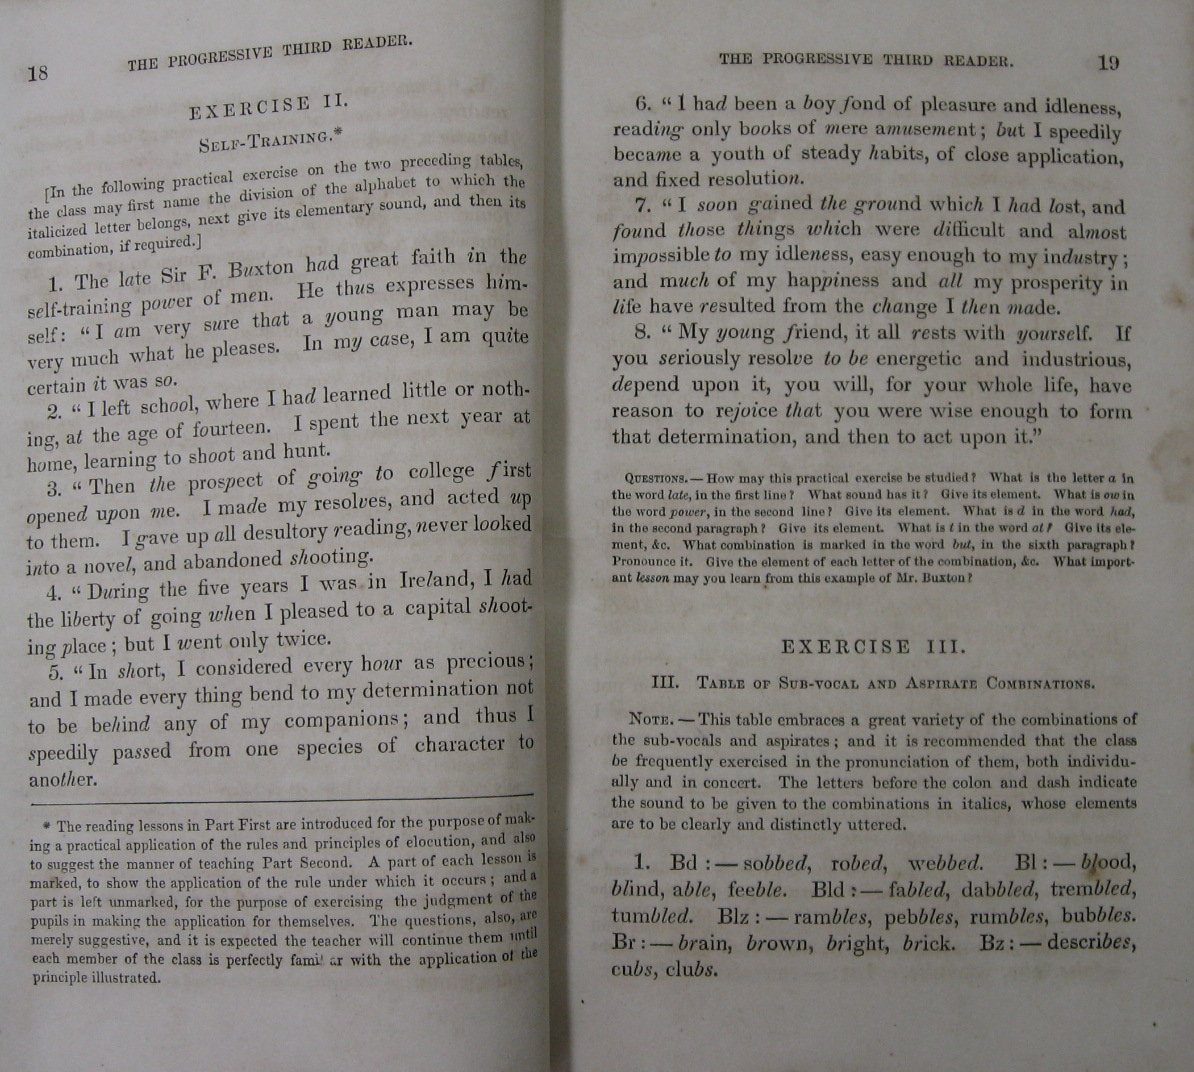 18
THE PROGRESSIVE THIRD READER.
EXERCISE II.
SELF-TRAINING.*
[In the following practical exercise on the two preceding tables,
the class may first name the division of the alphabet to which the
italicized letter belongs, next give its elementary sound, and then its
combination, if required.]
1. The late Sir F. Buxton had great faith in the
self-training power of men. He thus expresses him-
self: "I am very sure that a young man may be
very much what he pleases. In my case, I am quite
certain it was so.
2. "I left school, where I had learned little or noth-
ing, at the age of fourteen. I spent the next year at
home, learning to shoot and hunt.
3. "Then the prospect of going to college first
opened upon me. I made my resolves, and acted up
to them. I gave up all desultory reading, never looked
into a novel, and abandoned shooting.
4. "During the five years I was in Ireland, I had
the liberty of going when I pleased to a capital shoot-
ing place; but I went only twice.
5. "In short, I considered every hour as precious;
and I made every thing bend to my determination not
to be behind any of my companions; and thus I
speedily passed from one species of character to
another.
* The reading lessons in Part First are introduced for the purpose of mak-
ing a practical application of the rules and principles of elocution, and also
to suggest the manner of teaching Part Second. A part of each lesson is
marked, to show the application of the rule under which it occurs; and a
part is left unmarked, for the purpose of exercising the judgment of the
pupils in making the application for themselves. The questions, also, are
merely suggestive, and it is expected the teacher will continue them until
each member of the class is perfectly fami ar with the application of the
principle illustrated.
THE PROGRESSIVE THIRD READER.
19
6. "I had been a boy fond of pleasure and idleness,
reading only books of mere amusement; but I speedily
became a youth of steady habits, of close application,
and fixed resolution.
7. "I soon gained the ground which I had lost, and
found those things which were difficult and almost
impossible to my idleness, easy enough to my industry;
and much of my happiness and all my prosperity in
life have resulted from the change I then made.
8. "My young friend, it all rests with yourself. If
you seriously resolve to be energetic and industrious,
depend upon it, you will, for your whole life, have
reason to rejoice that you were wise enough to form
that determination, and then to act upon it."
QUESTIONS.—How may this practical exercise be studied? What is the letter a in
the word late, in the first line? What sound has it? Give its element. What is ow in
the word power, in the second line? Give its element. What is d in the word had,
in the second paragraph? Give its element. What is t in the word at? Give its ele-
ment, &c. What combination is marked in the word but, in the sixth paragraph?
Pronounce it. Give the element of each letter of the combination, &c. What import-
ant lesson may you learn from this example of Mr. Buxton?
EXERCISE III.
III. TABLE OF SUB-VOCAL AND ASPIRATE COMBINATIONS.
NOTE.—This table embraces a great variety of the combinations of
the sub-vocals and aspirates; and it is recommended that the class
be frequently exercised in the pronunciation of them, both individu-
ally and in concert. The letters before the colon and dash indicate
the sound to be given to the combinations in italics, whose elements
are to be clearly and distinctly uttered.
1. Bd:—sobbed, robed, webbed. Bl:—blood,
blind, able, feeble. Bld:—fabled, dabbled, trembled,
tumbled. Blz:—rambles, pebbles, rumbles, bubbles.
Br:—brain, brown, bright, brick. Bz:—describes,
cubs, clubs.